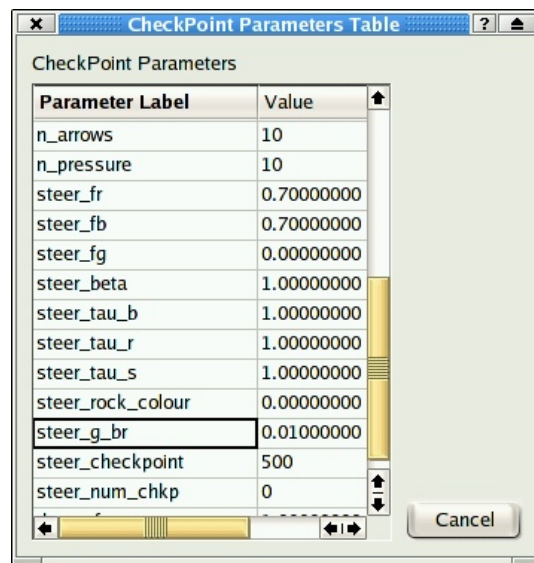 CheckPoint Parameters Table ?
CheckPoint Parameters
Parameter Label Value
n_arrows 10
n_pressure 10
steer_fr 0.70000000
steer_fb 0.70000000
steer_fg 0.00000000
steer_beta 1.00000000
steer_tau_b 1.00000000
steer_tau_r 1.00000000
steer_tau_s 1.00000000
steer_rock_colour 0.00000000
steer_g_br 0.01000000
steer_checkpoint 500
steer_num_chkp 0
Cancel